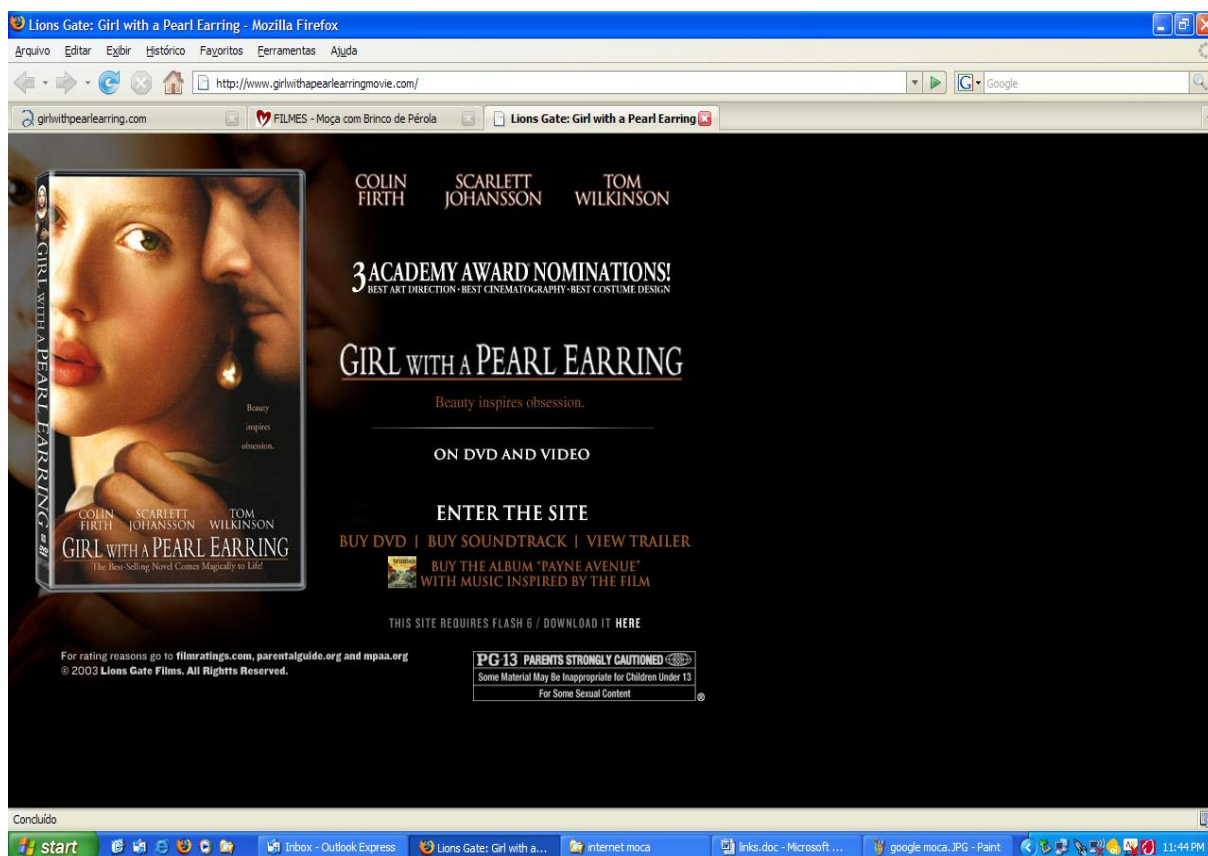 Lions Gate: Girl with a Pearl Earring - Mozilla Firefox
Arquivo Editar Exibir Histórico Favoritos Ferramentas Ajuda
http://www.girlwithapearlearringmovie.com/
G Google
girlwithpearlearring.com
FILMES - Moça com Brinco de Pérola
Lions Gate: Girl with a Pearl Earring
GIRL WITH A PEARL EARRING
DVD
Beauty
inspires
obsession.
COLIN FIRTH
SCARLETT JOHANSSON
TOM WILKINSON
GIRL WITH A PEARL EARRING
The Best-Selling Novel Comes Magically to Life!
COLIN FIRTH
SCARLETT JOHANSSON
TOM WILKINSON
3 ACADEMY AWARD® NOMINATIONS!
BEST ART DIRECTION • BEST CINEMATOGRAPHY • BEST COSTUME DESIGN
GIRL WITH A PEARL EARRING
Beauty inspires obsession.
ON DVD AND VIDEO
ENTER THE SITE
BUY DVD | BUY SOUNDTRACK | VIEW TRAILER
BUY THE ALBUM "PAYNE AVENUE"
WITH MUSIC INSPIRED BY THE FILM
THIS SITE REQUIRES FLASH 6 / DOWNLOAD IT HERE
For rating reasons go to filmratings.com, parentalguide.org and mpaa.org
© 2003 Lions Gate Films. All Rightts Reserved.
PG-13 PARENTS STRONGLY CAUTIONED
Some Material May Be Inappropriate for Children Under 13
For Some Sexual Content
®
Concluído
start
Inbox - Outlook Express
Lions Gate: Girl with a...
internet moca
links.doc - Microsoft ...
google moca.JPG - Paint
11:44 PM